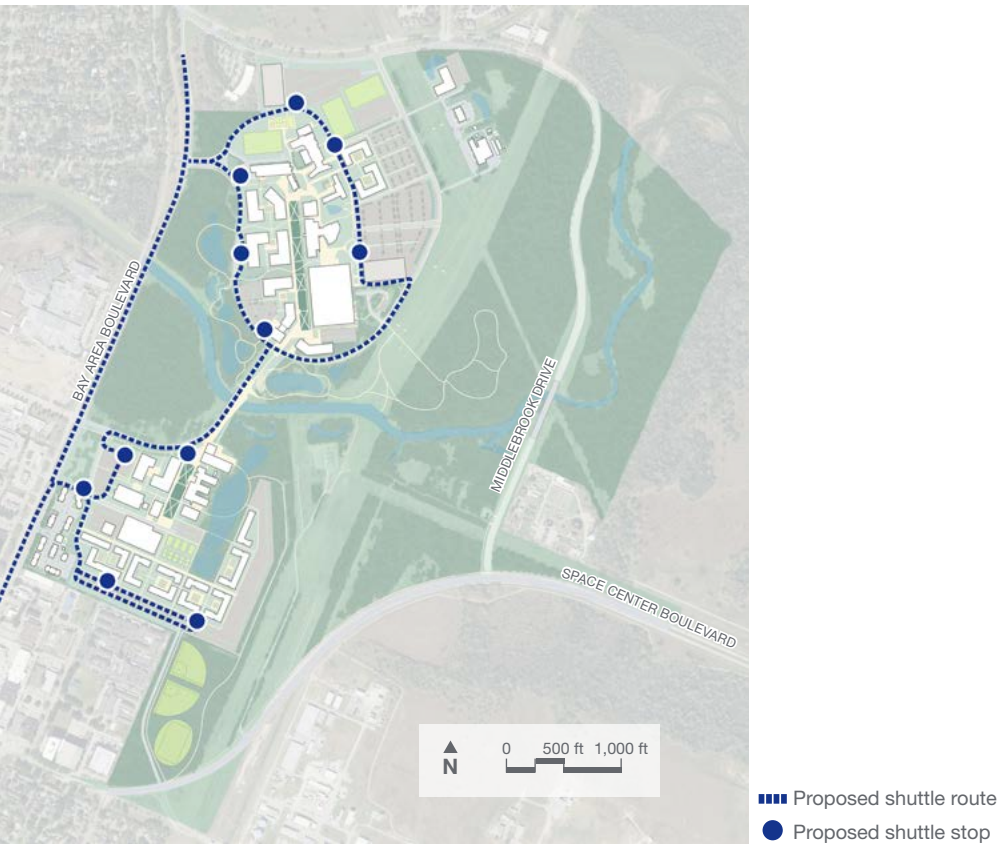 BAY AREA BOULEVARD
MIDDLEBROOK DRIVE
SPACE CENTER BOULEVARD
N
0 500 ft 1,000 ft
Proposed shuttle route
Proposed shuttle stop